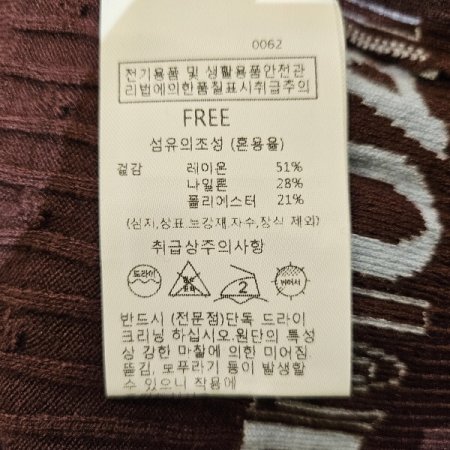 0062
전기용품 및 생활용품안전관
리법에의한품질표시취급주의
FREE
섬유의조성 (혼용율)
겉감 레이온 51%
나일론 28%
폴리에스터 21%
(심지,상표,보강재,자수,장식 제외)
취급상주의사항
드라이 2 뉘어서
반드시 (전문점)단독 드라이
크리닝 하십시오.원단의 특성
상 강한 마찰에 의한 미어짐,
뜯김, 보푸라기 등이 발생할
수 있으니 착용에